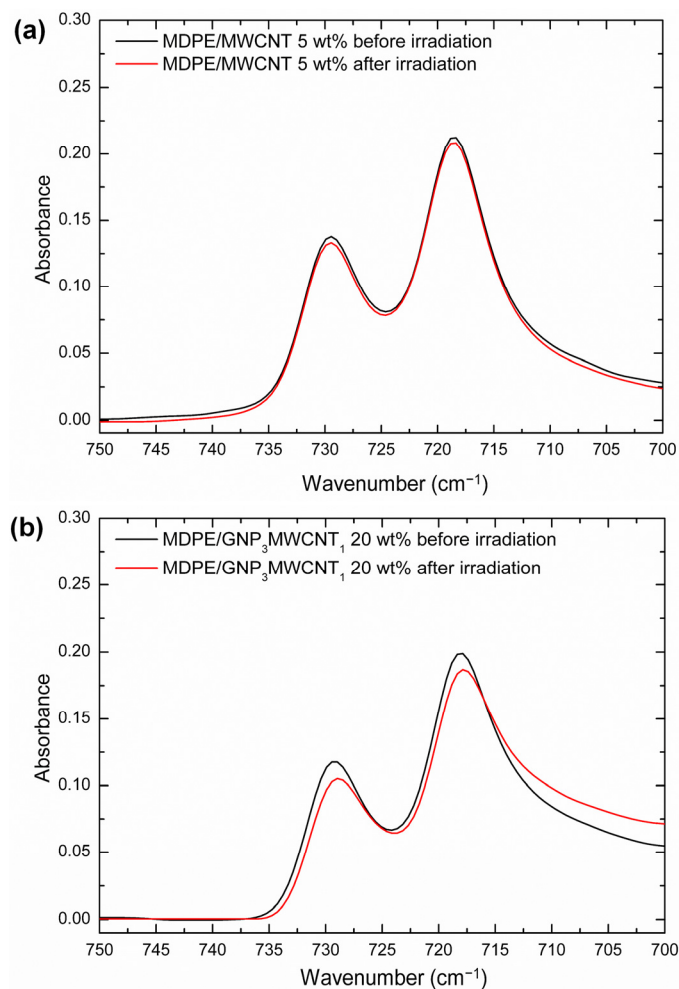 (a)
MDPE/MWCNT 5 wt% before irradiation
MDPE/MWCNT 5 wt% after irradiation
0.30
0.25
0.20
0.15
0.10
0.05
0.00
Absorbance
750 745 740 735 730 725 720 715 710 705 700
Wavenumber (cm⁻¹)
(b)
MDPE/GNP₃MWCNT₁ 20 wt% before irradiation
MDPE/GNP₃MWCNT₁ 20 wt% after irradiation
0.30
0.25
0.20
0.15
0.10
0.05
0.00
Absorbance
750 745 740 735 730 725 720 715 710 705 700
Wavenumber (cm⁻¹)